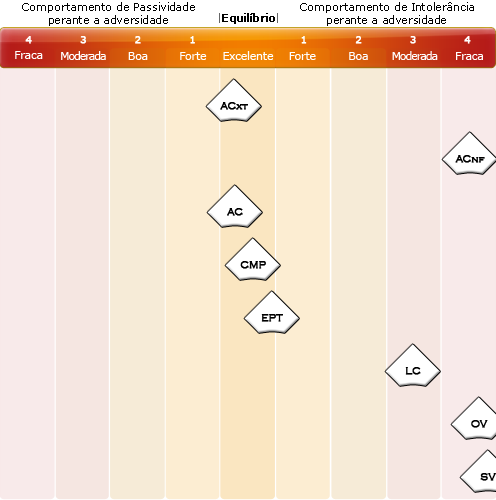 Comportamento de Passividade
perante a adversidade
|Equilíbrio|
Comportamento de Intolerância
perante a adversidade
4 3 2 1 1 2 3 4
Fraca Moderada Boa Forte Excelente Forte Boa Moderada Fraca
ACXT
ACNF
AC
CMP
EPT
LC
OV
SV